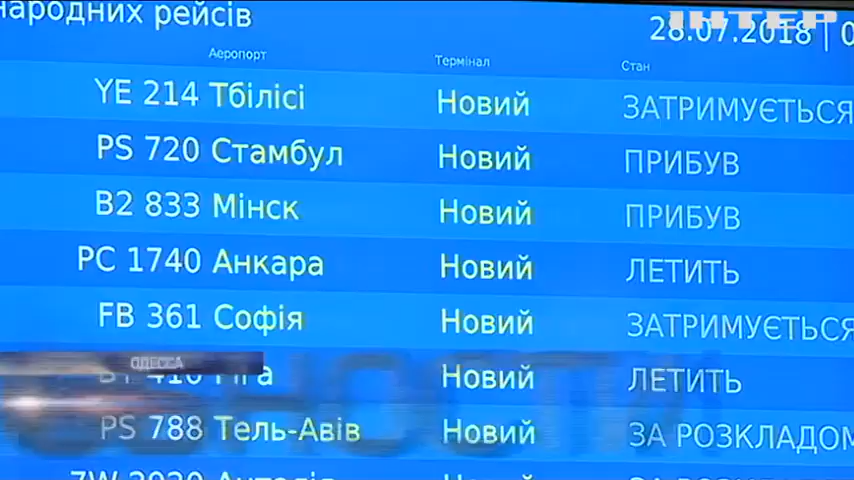 народних рейсів
ІНТЕР
28.07.2018
Аеропорт Термінал Стан
YE 214 Тбілісі Новий ЗАТРИМУЄТЬСЯ
PS 720 Стамбул Новий ПРИБУВ
B2 833 Мінск Новий ПРИБУВ
PC 1740 Анкара Новий ЛЕТИТЬ
FB 361 Софія Новий ЗАТРИМУЄТЬСЯ
ОДЕССА
Новий ЛЕТИТЬ
PS 788 Тель-Авів Новий ЗА РОЗКЛАДОМ